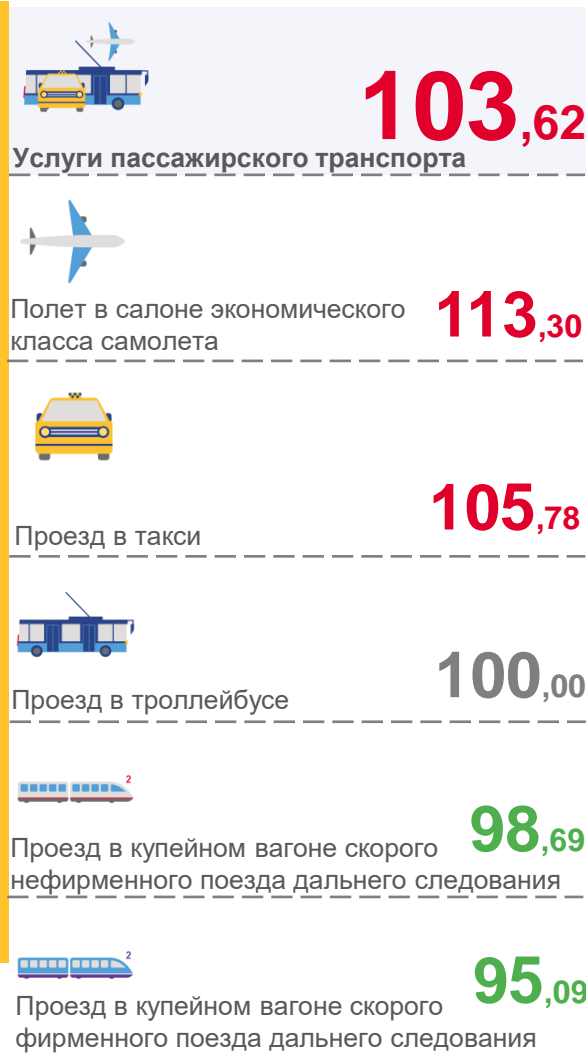 103,62
Услуги пассажирского транспорта
Полет в салоне экономического
класса самолета
113,30
105,78
Проезд в такси
100,00
Проезд в троллейбусе
2
98,69
Проезд в купейном вагоне скорого
нефирменного поезда дальнего следования
2
95,09
Проезд в купейном вагоне скорого
фирменного поезда дальнего следования